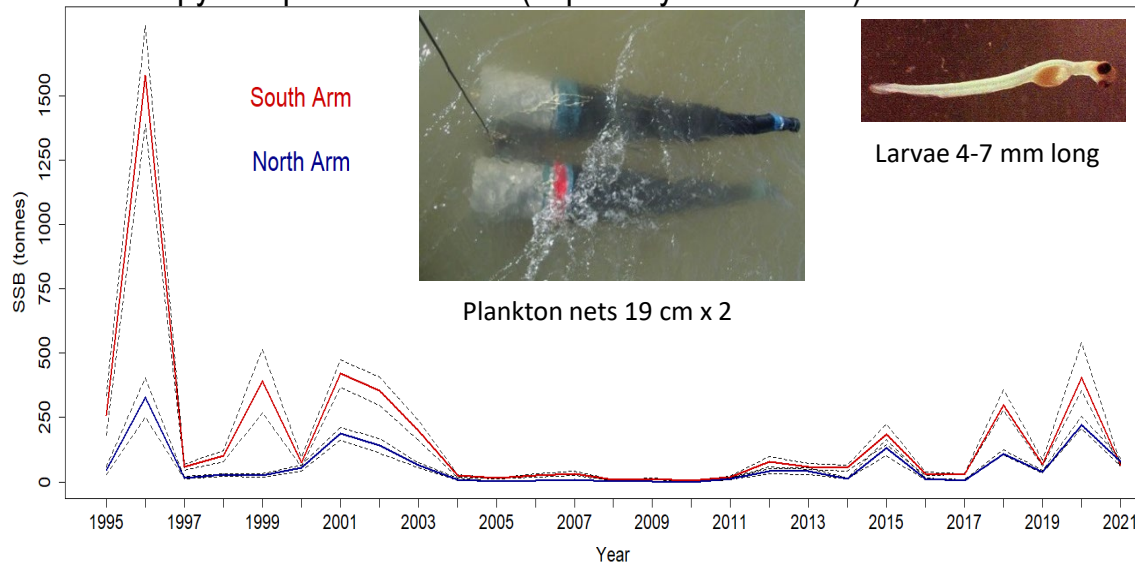 South Arm
North Arm
Plankton nets 19 cm x 2
Larvae 4-7 mm long
SSB (tonnes)
1500
1250
1000
750
500
250
0
1995 1997 1999 2001 2003 2005 2007 2009 2011 2013 2015 2017 2019 2021
Year